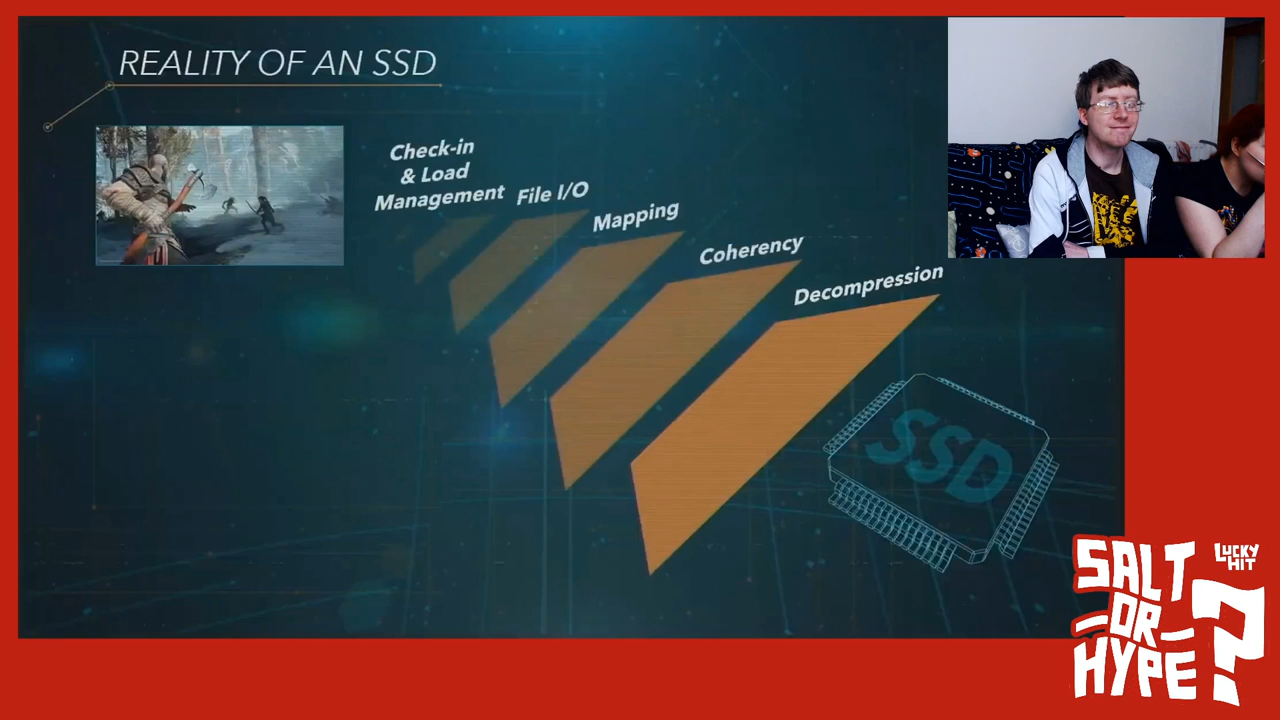 REALITY OF AN SSD
Check-in
& Load
Management
File I/O
Mapping
Coherency
Decompression
SSD
SALT
OR
HYPE
?
LUCKY
HIT